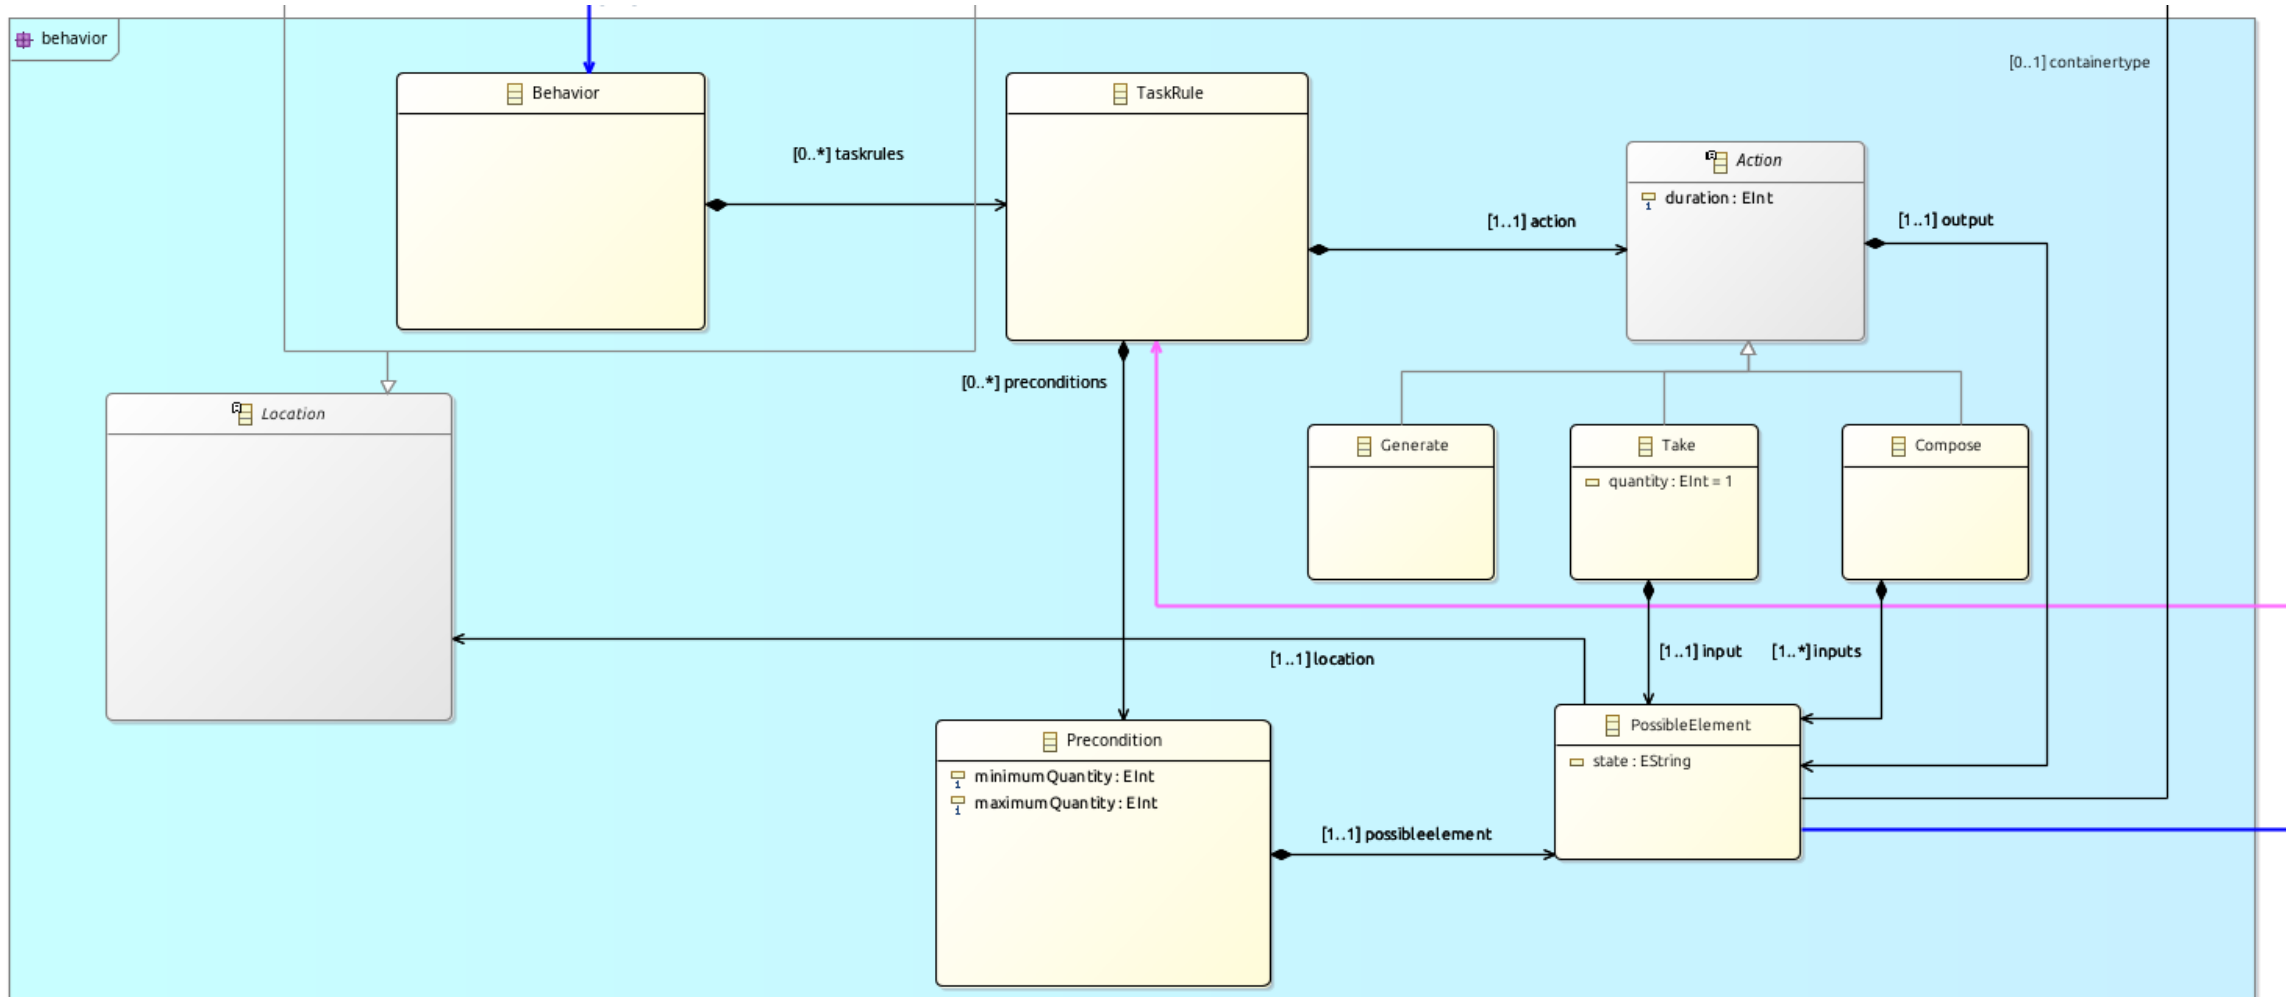 behavior
[0..1] containertype
Behavior
TaskRule
[0..*] taskrules
Action
duration : EInt
[1..1] action
[1..1] output
[0..*] preconditions
Location
Generate
Take
quantity : EInt = 1
Compose
[1..1] location
[1..1] input
[1..*] inputs
PossibleElement
state : EString
Precondition
minimumQuantity : EInt
maximumQuantity : EInt
[1..1] possibleelement